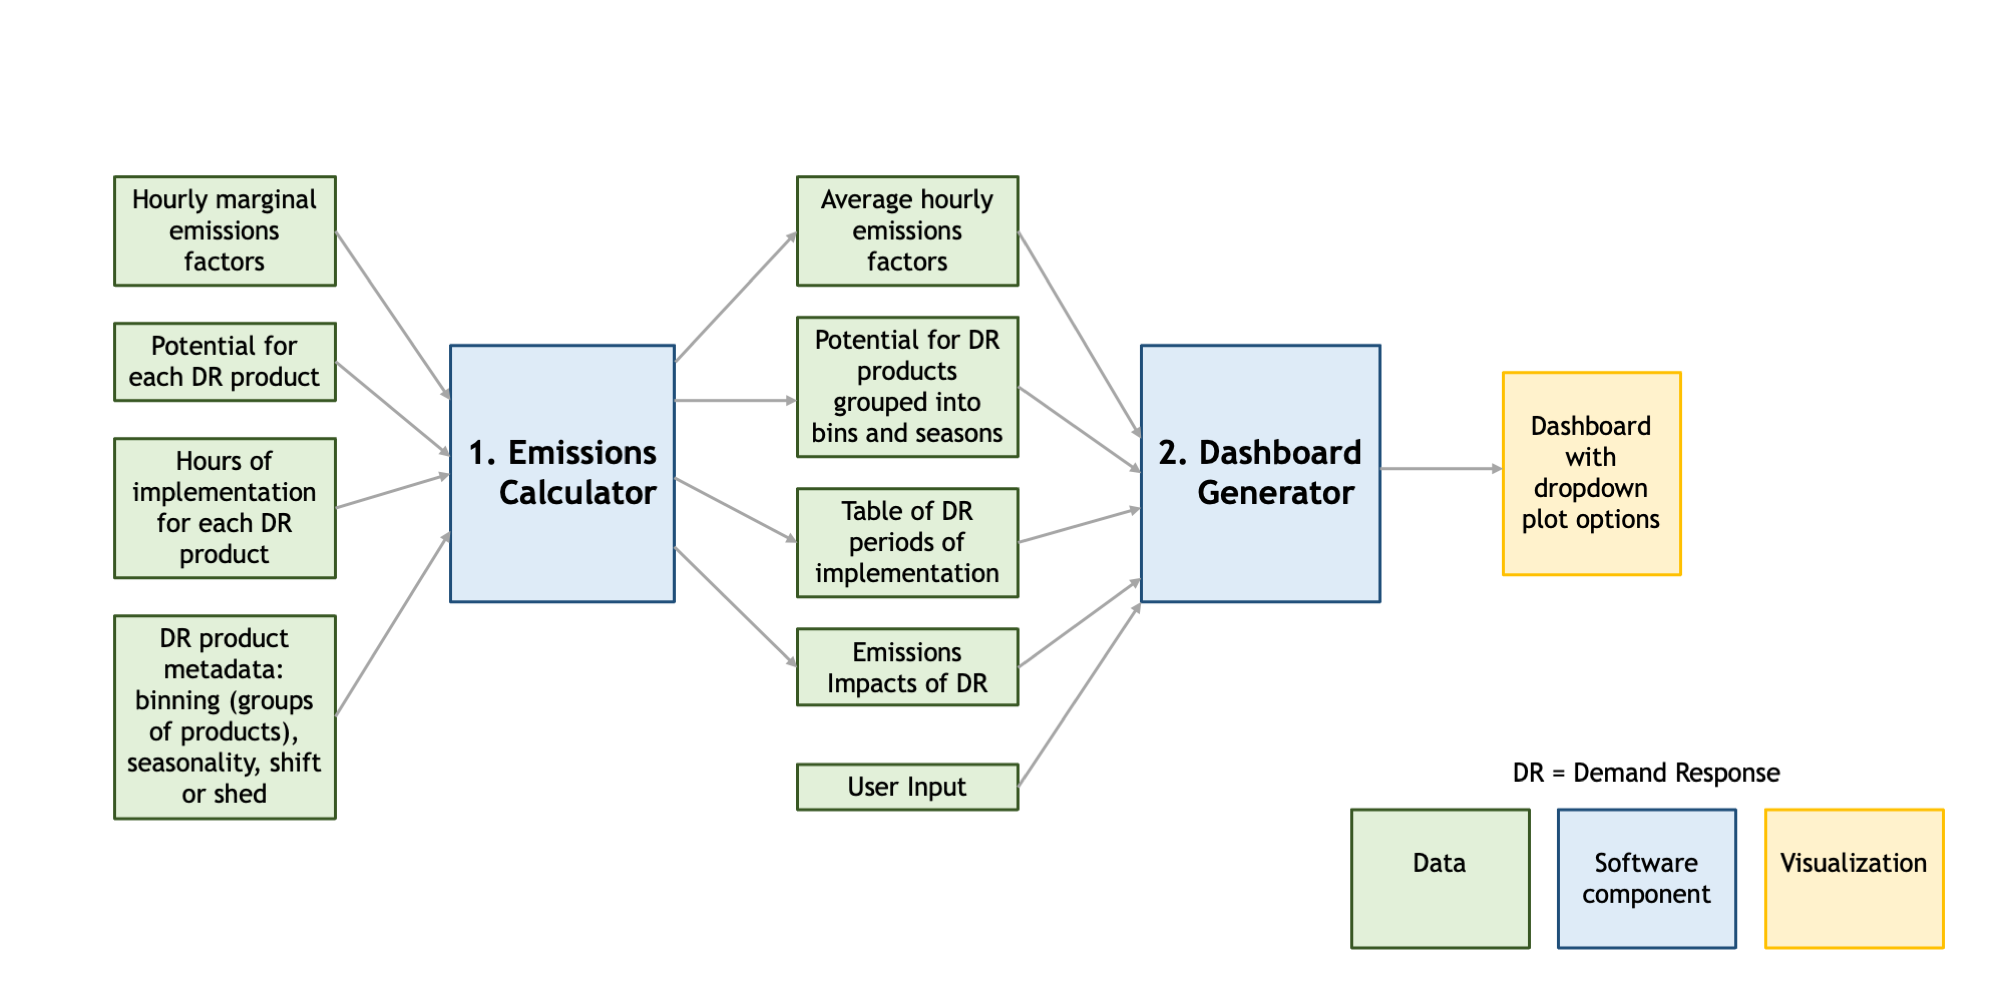 Hourly marginal
emissions
factors
Potential for
each DR product
Hours of
implementation
for each DR
product
DR product
metadata:
binning (groups
of products),
seasonality, shift
or shed
1. Emissions
Calculator
Average hourly
emissions
factors
Potential for DR
products
grouped into
bins and seasons
Table of DR
periods of
implementation
Emissions
Impacts of DR
User Input
2. Dashboard
Generator
Dashboard
with
dropdown
plot options
DR = Demand Response
Data
Software
component
Visualization